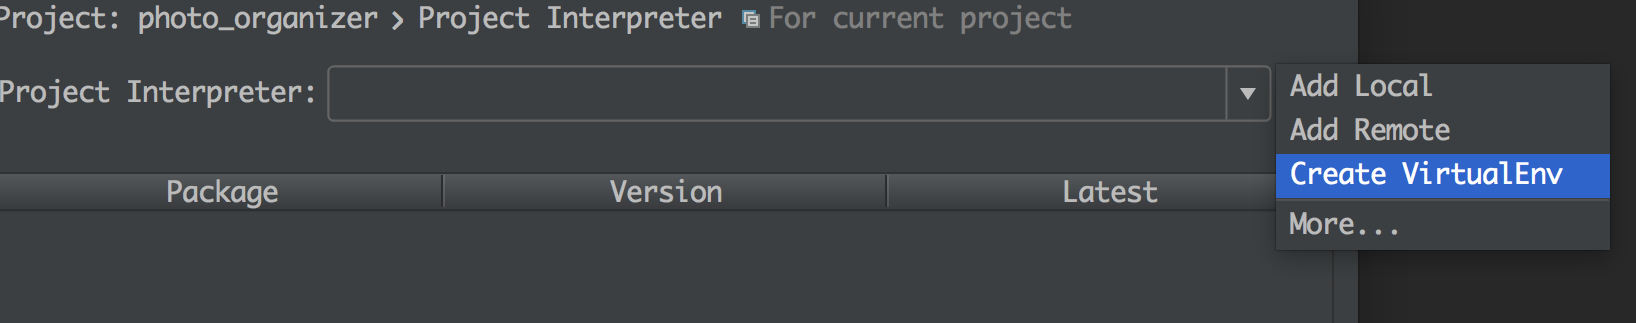 Project: photo_organizer › Project Interpreter For current project
Project Interpreter:
Add Local
Add Remote
Create VirtualEnv
More...
Package Version Latest